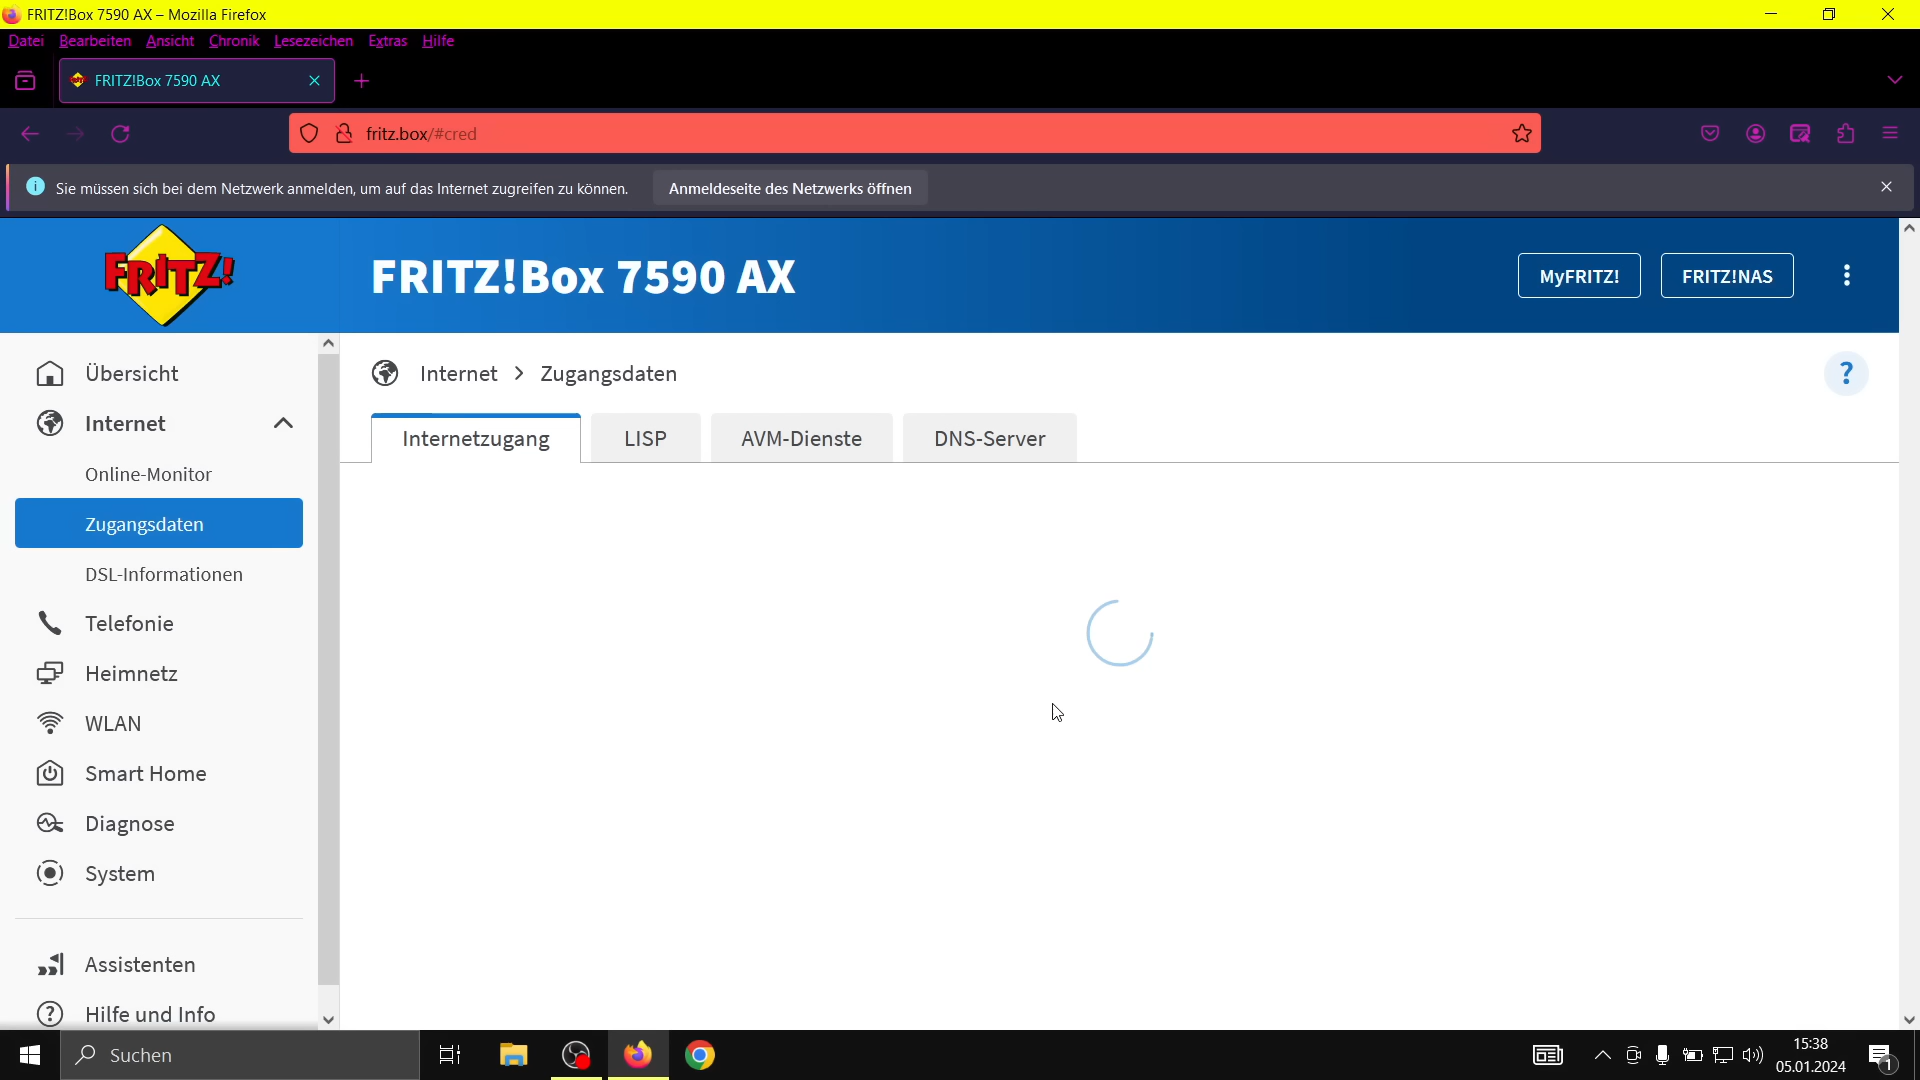 FRITZ!Box 7590 AX – Mozilla Firefox
Datei Bearbeiten Ansicht Chronik Lesezeichen Extras Hilfe
FRITZ!Box 7590 AX
fritz.box/#cred
Sie müssen sich bei dem Netzwerk anmelden, um auf das Internet zugreifen zu können. Anmeldeseite des Netzwerks öffnen
FRITZ! FRITZ!Box 7590 AX MyFRITZ! FRITZ!NAS
Übersicht
Internet
Online-Monitor
Zugangsdaten
DSL-Informationen
Telefonie
Heimnetz
WLAN
Smart Home
Diagnose
System
Assistenten
Hilfe und Info
Internet > Zugangsdaten ?
Internetzugang LISP AVM-Dienste DNS-Server
Suchen
15:38
05.01.2024
1